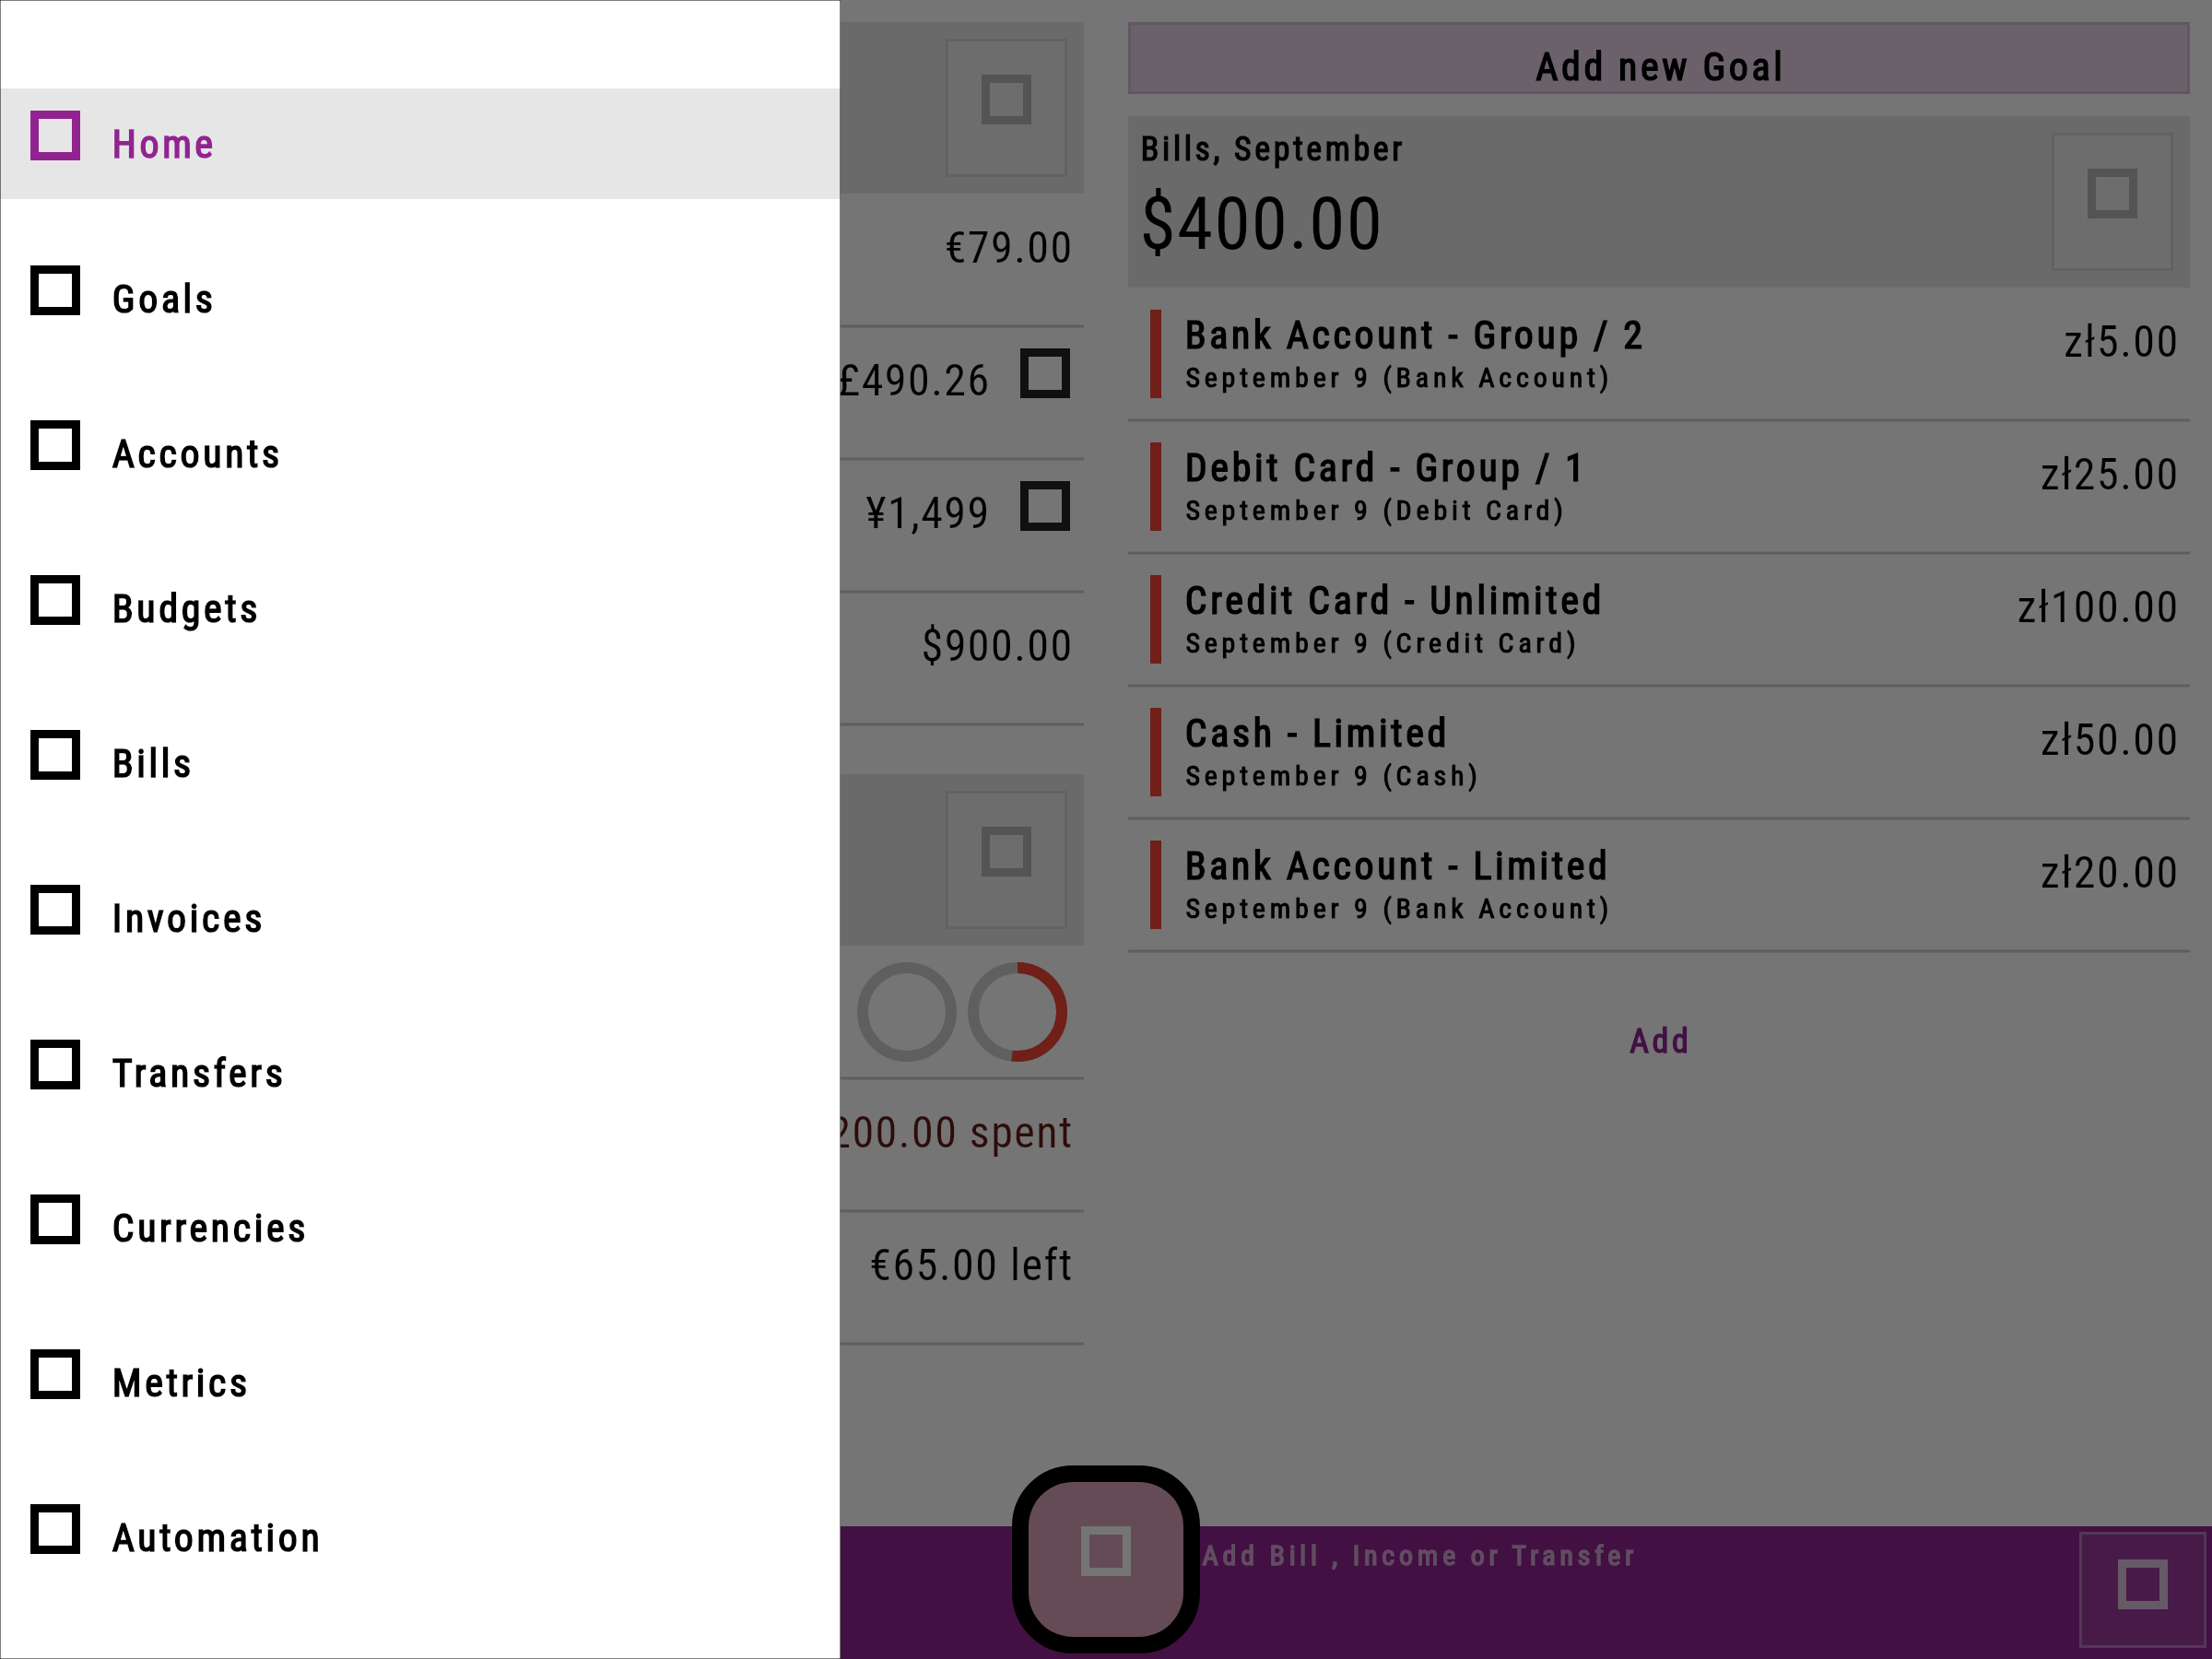 Home
Goals
Accounts
Budgets
Bills
Invoices
Transfers
Currencies
Metrics
Automation
€79.00
£490.26
¥1,499
$900.00
200.00 spent
€65.00 left
Add new Goal
Bills, September
$400.00
Bank Account - Group / 2
zł5.00
September 9 (Bank Account)
Debit Card - Group / 1
zł25.00
September 9 (Debit Card)
Credit Card - Unlimited
zł100.00
September 9 (Credit Card)
Cash - Limited
zł50.00
September 9 (Cash)
Bank Account - Limited
zł20.00
September 9 (Bank Account)
Add
Add Bill , Income or Transfer